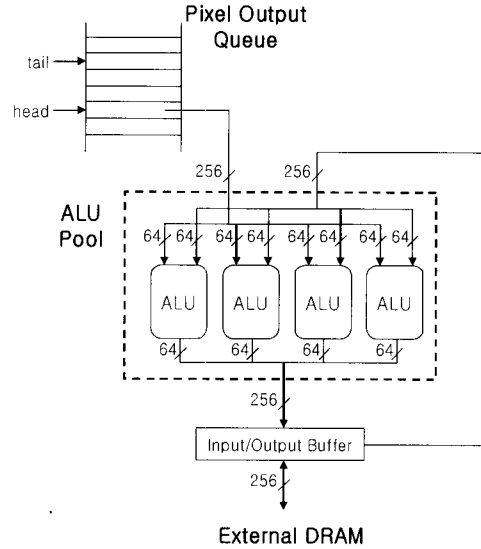 Pixel Output
Queue
tail
head
256 256
ALU
Pool
64 64 64 64 64 64 64 64
ALU ALU ALU ALU
64 64 64 64
256
Input/Output Buffer
256
External DRAM